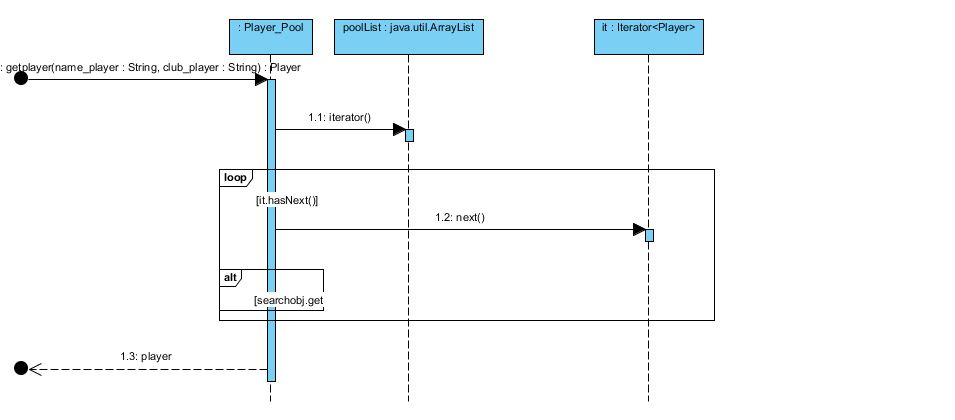 : Player_Pool
poolList : java.util.ArrayList
it : Iterator<Player>
: getplayer(name_player : String, club_player : String) : Player
1.1: iterator()
loop
[it.hasNext()]
1.2: next()
alt
[searchobj.get
1.3: player